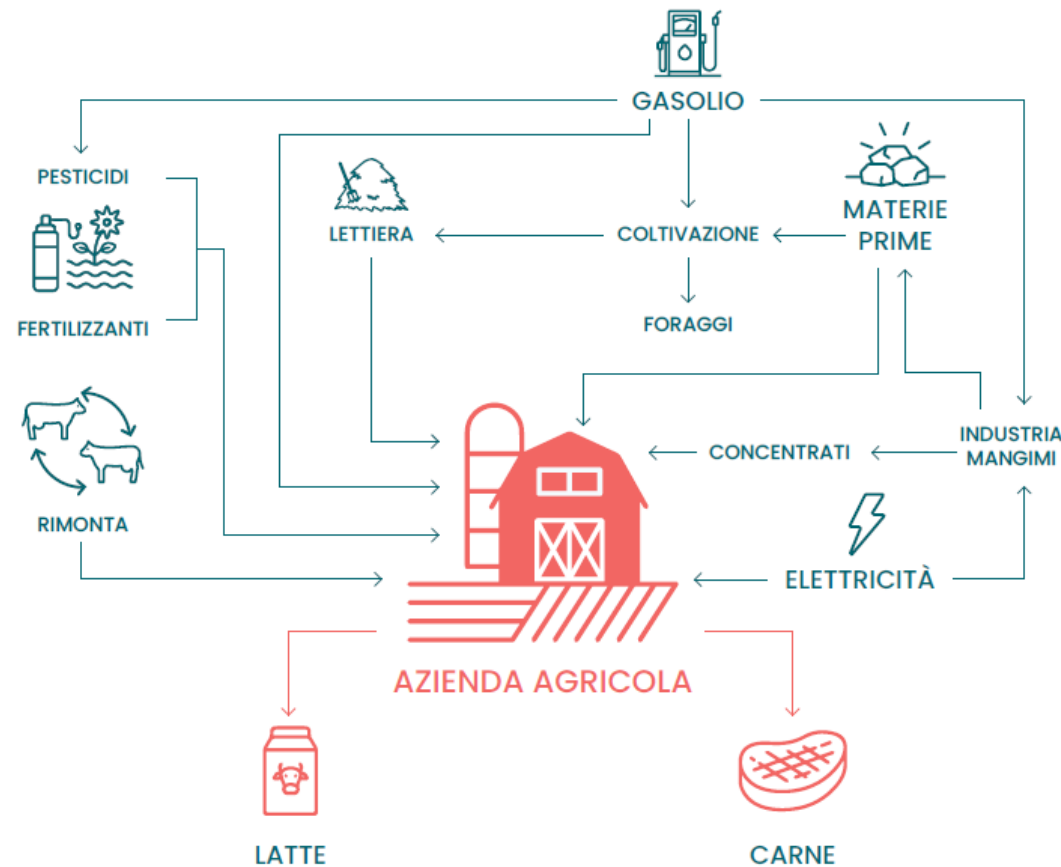 GASOLIO
PESTICIDI
LETTIERA
COLTIVAZIONE
MATERIE
PRIME
FERTILIZZANTI
FORAGGI
CONCENTRATI
INDUSTRIA
MANGIMI
RIMONTA
ELETTRICITÀ
AZIENDA AGRICOLA
LATTE
CARNE